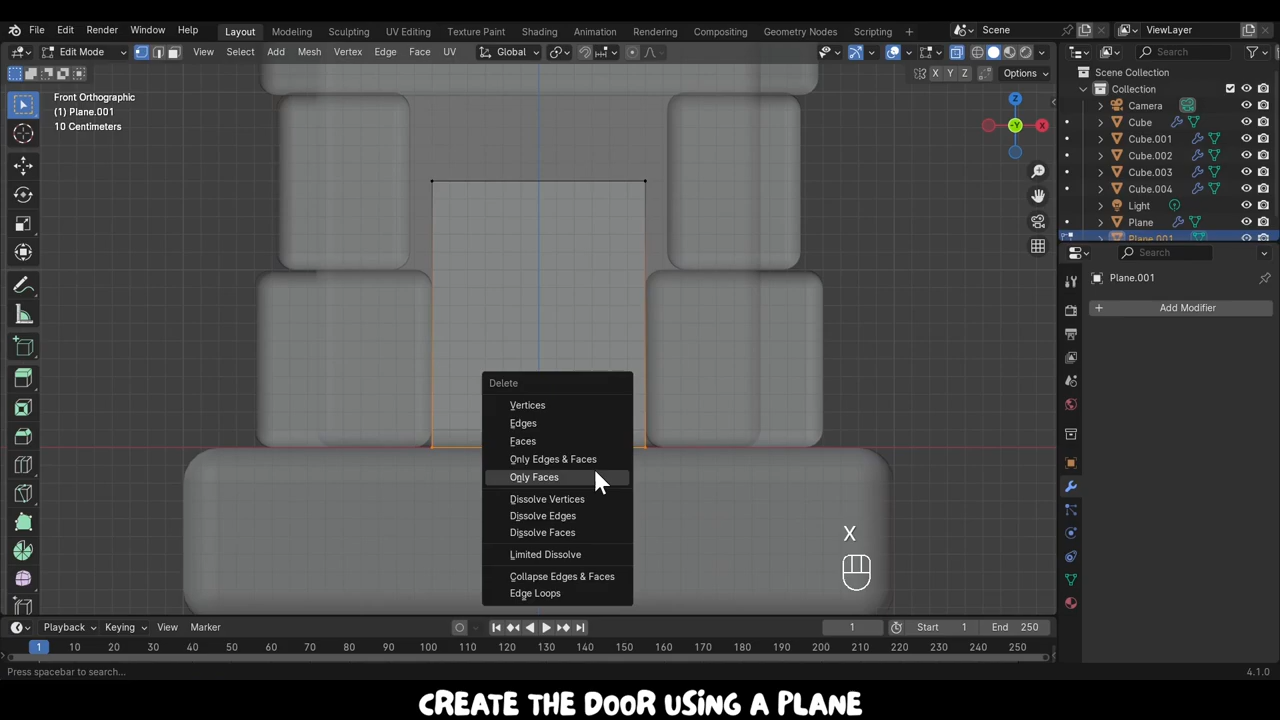 File Edit Render Window Help Layout Modeling Sculpting UV Editing Texture Paint Shading Animation Rendering Compositing Geometry Nodes Scripting + Scene ViewLayer
Edit Mode View Select Add Mesh Vertex Edge Face UV Global Search
X Y Z Options
Front Orthographic
(1) Plane.001
10 Centimeters
Z
X
-Y
Scene Collection
Collection
Camera
Cube
Cube.001
Cube.002
Cube.003
Cube.004
Light
Plane
Plane.001
Search
Plane.001
+ Add Modifier
Delete
Vertices
Edges
Faces
Only Edges & Faces
Only Faces
Dissolve Vertices
Dissolve Edges
Dissolve Faces
Limited Dissolve
Collapse Edges & Faces
Edge Loops
X
Playback Keying View Marker 1 Start 1 End 250
1 10 20 30 40 50 60 70 80 90 100 110 120 130 140 150 160 170 180 190 200 210 220 230 240 250
Press spacebar to search... 4.1.0
CREATE THE DOOR USING A PLANE